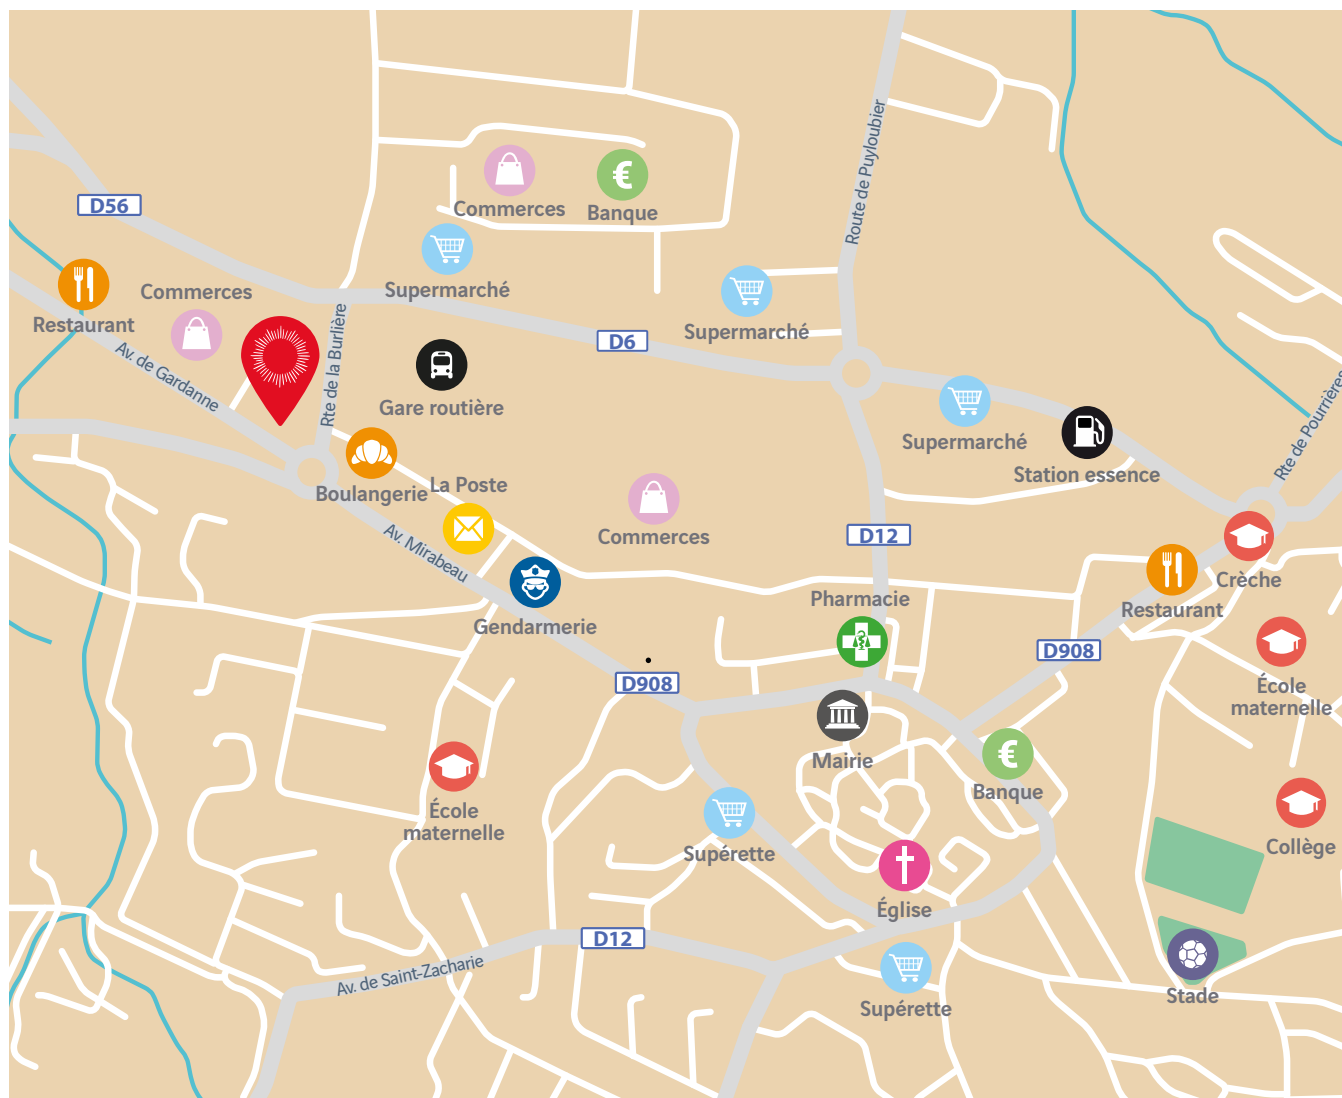 Route de Puyloubier
D56
Commerces
€
Banque
Supermarché
Commerces
Restaurant
Supermarché
D6
Av. de Gardanne
Rte de la Burlière
Gare routière
Rte de Pourrières
Supermarché
Station essence
Boulangerie
La Poste
Commerces
D12
Av. Mirabeau
Crèche
Pharmacie
Restaurant
Gendarmerie
D908
D908
École
maternelle
Mairie
€
Banque
École
maternelle
Supérette
Collège
Église
D12
Av. de Saint-Zacharie
Stade
Supérette